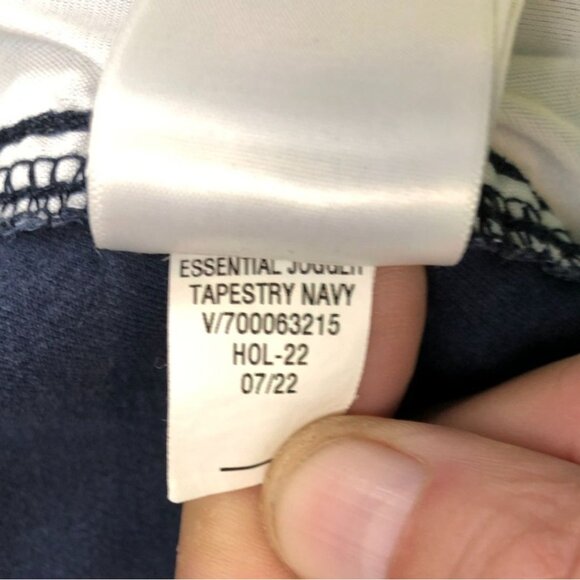 ESSENTIAL JOGGER
TAPESTRY NAVY
V/700063215
HOL-22
07/22